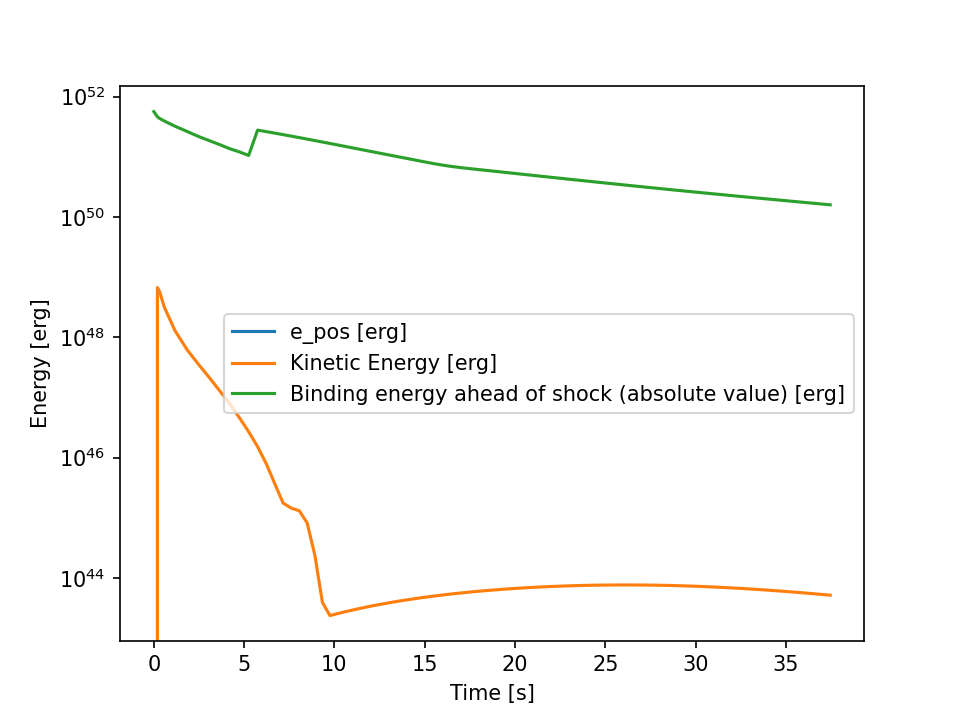 10^52
10^50
10^48
10^46
10^44
Energy [erg]
e_pos [erg]
Kinetic Energy [erg]
Binding energy ahead of shock (absolute value) [erg]
0 5 10 15 20 25 30 35
Time [s]